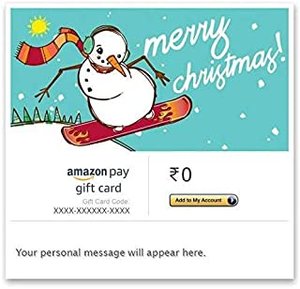 merry
christmas!
amazon pay
gift card
Gift Card Code:
XXXX-XXXXXX-XXXX
₹0
Add to My Account
Your personal message will appear here.